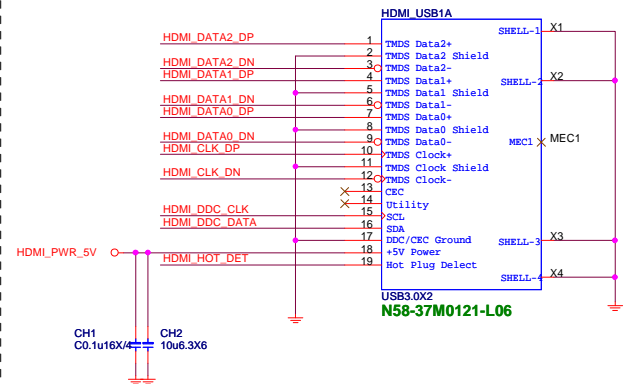 HDMI_USB1A
HDMI_DATA2_DP 1 TMDS Data2+ SHELL-1 X1
2 TMDS Data2 Shield
HDMI_DATA2_DN 3 TMDS Data2-
HDMI_DATA1_DP 4 TMDS Data1+ SHELL-2 X2
5 TMDS Data1 Shield
HDMI_DATA1_DN 6 TMDS Data1-
HDMI_DATA0_DP 7 TMDS Data0+
8 TMDS Data0 Shield
HDMI_DATA0_DN 9 TMDS Data0- MEC1 MEC1
HDMI_CLK_DP 10 TMDS Clock+
11 TMDS Clock Shield
HDMI_CLK_DN 12 TMDS Clock-
13 CEC
14 Utility
HDMI_DDC_CLK 15 SCL
HDMI_DDC_DATA 16 SDA
17 DDC/CEC Ground SHELL-3 X3
HDMI_PWR_5V 18 +5V Power
HDMI_HOT_DET 19 Hot Plug Delect
SHELL-4 X4
USB3.0X2
N58-37M0121-L06
CH1 CH2
C0.1u16X/4 10u6.3X6